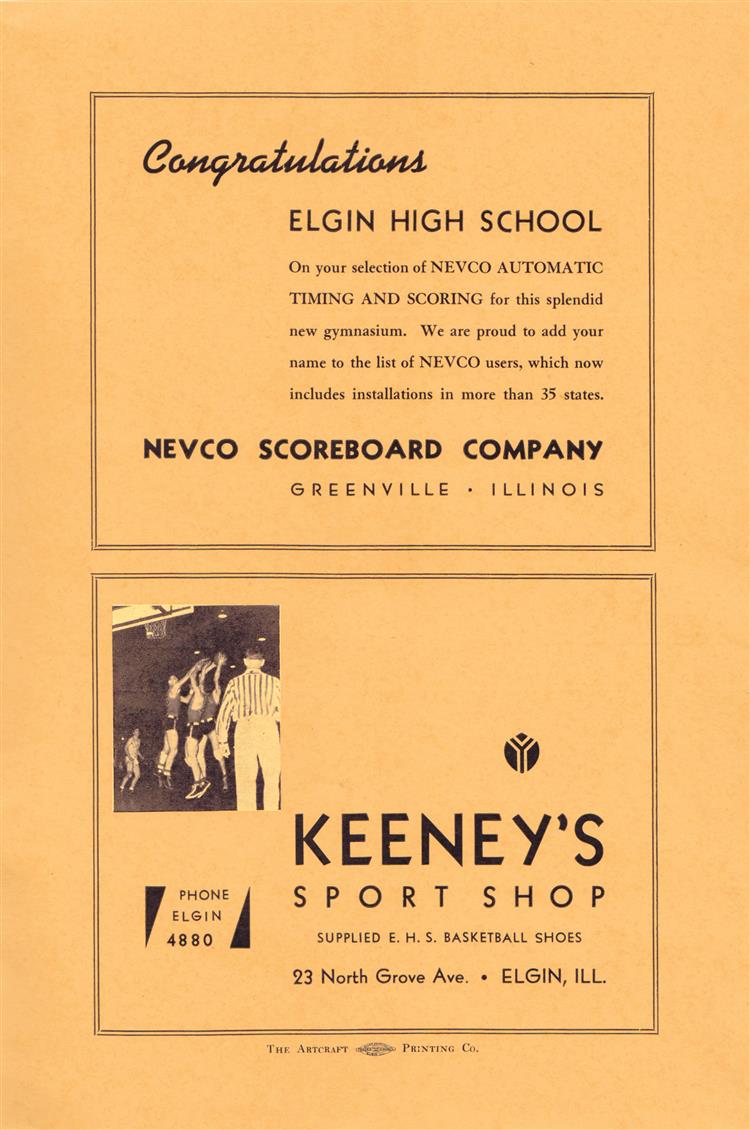 Congratulations
ELGIN HIGH SCHOOL
On your selection of NEVCO AUTOMATIC
TIMING AND SCORING for this splendid
new gymnasium. We are proud to add your
name to the list of NEVCO users, which now
includes installations in more than 35 states.
NEVCO SCOREBOARD COMPANY
GREENVILLE · ILLINOIS
KEENEY'S
SPORT SHOP
PHONE
ELGIN
4880
SUPPLIED E. H. S. BASKETBALL SHOES
23 North Grove Ave. • ELGIN, ILL.
THE ARTCRAFT PRINTING CO.